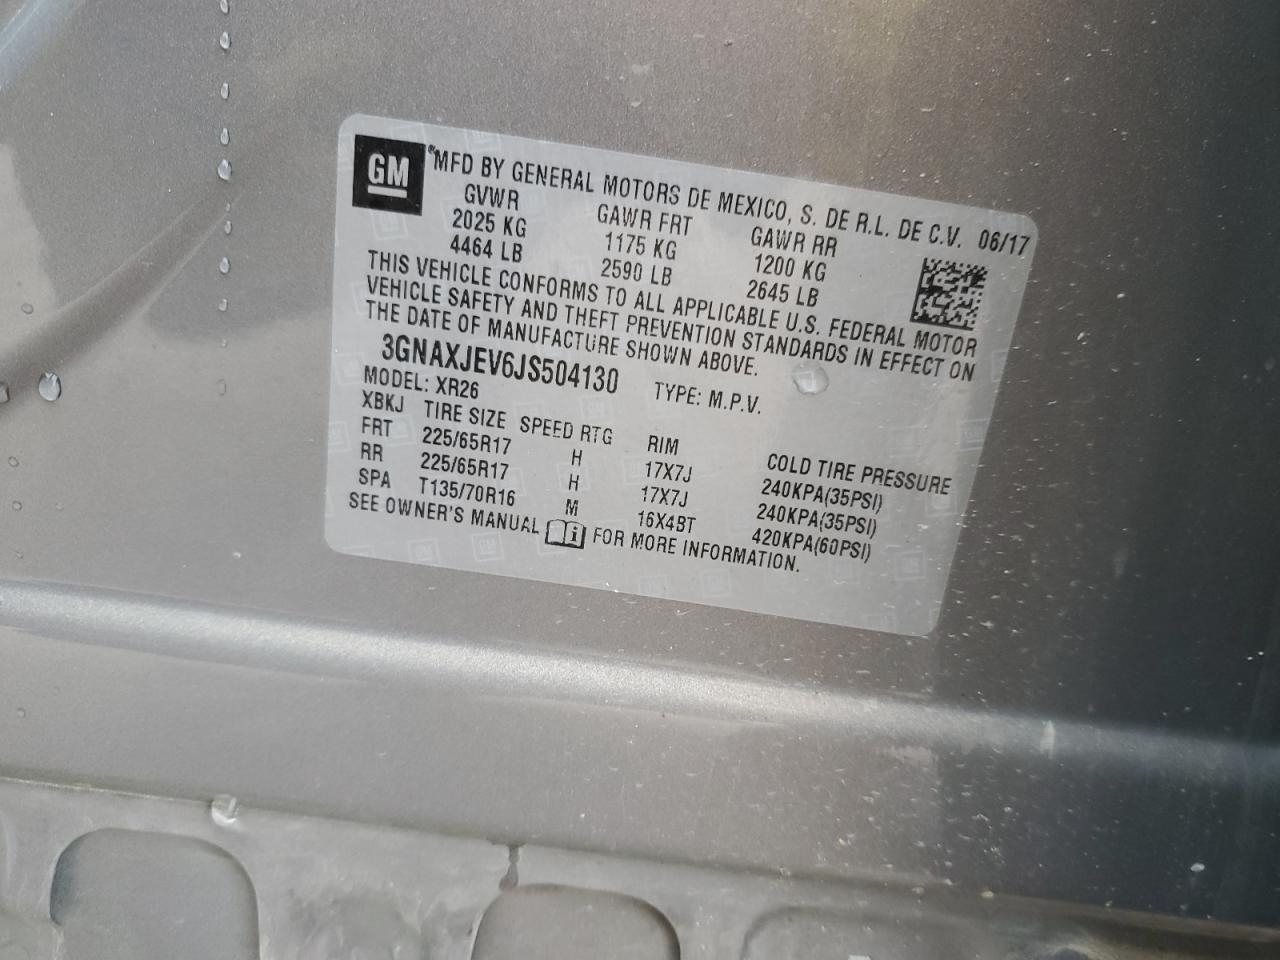 GM
®MFD BY GENERAL MOTORS DE MEXICO, S. DE R.L. DE C.V. 06/17
GVWR GAWR FRT GAWR RR
2025 KG 1175 KG 1200 KG
4464 LB 2590 LB 2645 LB
THIS VEHICLE CONFORMS TO ALL APPLICABLE U.S. FEDERAL MOTOR
VEHICLE SAFETY AND THEFT PREVENTION STANDARDS IN EFFECT ON
THE DATE OF MANUFACTURE SHOWN ABOVE.
3GNAXJEV6JS504130 TYPE: M.P.V.
MODEL: XR26
XBKJ TIRE SIZE SPEED RTG RIM COLD TIRE PRESSURE
FRT 225/65R17 H 17X7J 240KPA(35PSI)
RR 225/65R17 H 17X7J 240KPA(35PSI)
SPA T135/70R16 M 16X4BT 420KPA(60PSI)
SEE OWNER'S MANUAL i FOR MORE INFORMATION.